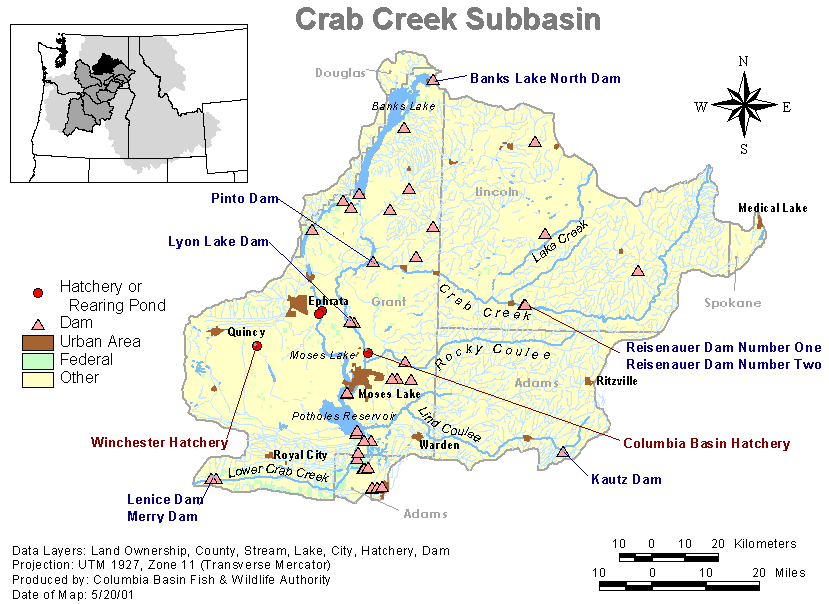 Crab Creek Subbasin
Douglas
Banks Lake North Dam
Banks Lake
N
W
E
S
Lincoln
Pinto Dam
Medical Lake
Lyon Lake Dam
Lake Creek
Hatchery or
Rearing Pond
Dam
Urban Area
Federal
Other
Ephrata
Grant
Crab Creek
Spokane
Quincy
Moses Lake
Rocky Coulee
Reisenauer Dam Number One
Reisenauer Dam Number Two
Adams
Ritzville
Moses Lake
Potholes Reservoir
Lind Coulee
Winchester Hatchery
Warden
Columbia Basin Hatchery
Royal City
Lower Crab Creek
Kautz Dam
Lenice Dam
Merry Dam
Adams
Data Layers: Land Ownership, County, Stream, Lake, City, Hatchery, Dam
Projection: UTM 1927, Zone 11 (Transverse Mercator)
Produced by: Columbia Basin Fish & Wildlife Authority
Date of Map: 5/20/01
10 0 10 20 Kilometers
10 0 10 20 Miles